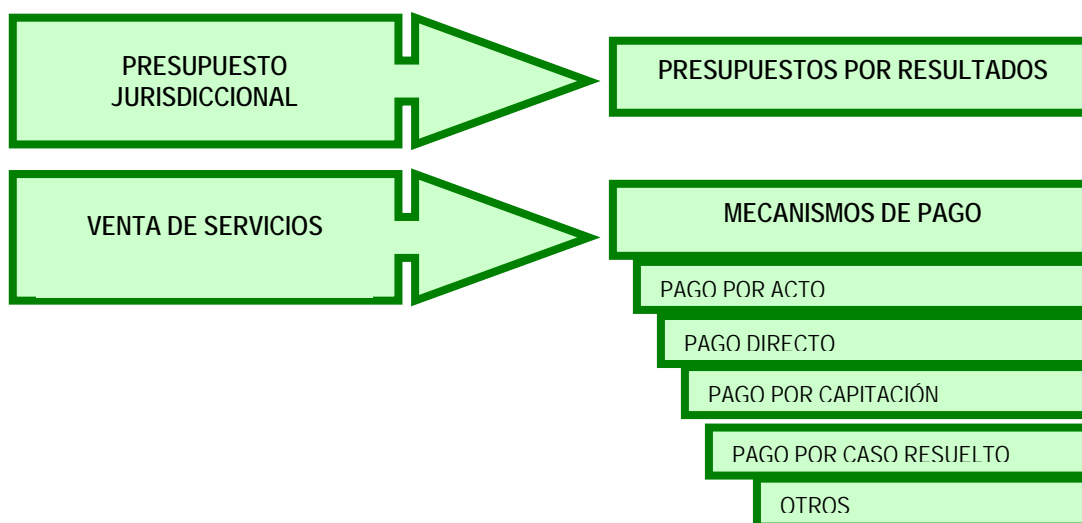 PRESUPUESTO
JURISDICCIONAL
PRESUPUESTOS POR RESULTADOS
VENTA DE SERVICIOS
MECANISMOS DE PAGO
PAGO POR ACTO
PAGO DIRECTO
PAGO POR CAPITACIÓN
PAGO POR CASO RESUELTO
OTROS